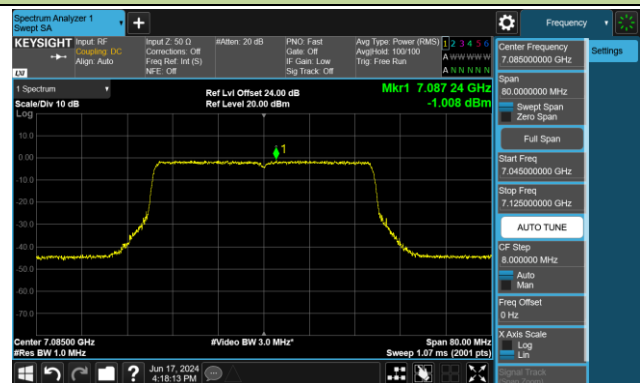 Spectrum Analyzer 1
Swept SA
Frequency
KEYSIGHT
Input: RF
Coupling: DC
Align: Auto
Input Z: 50 Ω
Corrections: Off
Freq Ref: Int (S)
NFE: Off
#Atten: 20 dB
PNO: Fast
Gate: Off
IF Gain: Low
Sig Track: Off
Avg Type: Power (RMS)
Avg|Hold: 100/100
Trig: Free Run
1 2 3 4 5 6
A W W W W W
A N N N N N
LXI
1 Spectrum
Scale/Div 10 dB
Log
Ref Lvl Offset 24.00 dB
Ref Level 20.00 dBm
Mkr1 7.087 24 GHz
-1.008 dBm
10.0
0.00
-10.0
-20.0
-30.0
-40.0
-50.0
-60.0
-70.0
1
Center 7.08500 GHz
#Res BW 1.0 MHz
#Video BW 3.0 MHz*
Span 80.00 MHz
Sweep 1.07 ms (2001 pts)
Jun 17, 2024
4:18:13 PM
Center Frequency
7.085000000 GHz
Settings
Span
80.0000000 MHz
Swept Span
Zero Span
Full Span
Start Freq
7.045000000 GHz
Stop Freq
7.125000000 GHz
AUTO TUNE
CF Step
8.000000 MHz
Auto
Man
Freq Offset
0 Hz
X Axis Scale
Log
Lin
Signal Track